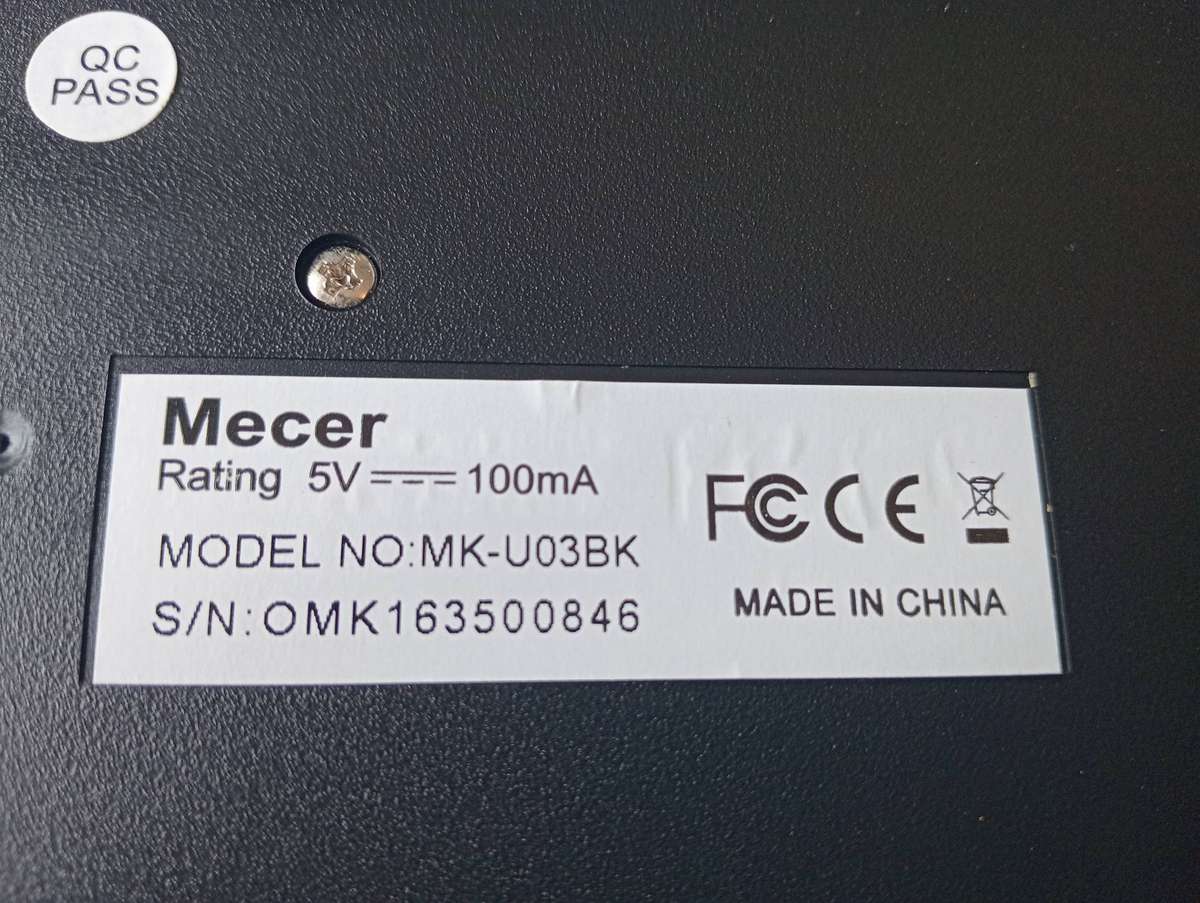 QC
PASS
Mecer
Rating 5V 100mA
MODEL NO:MK-U03BK
S/N:OMK163500846
FC CE
MADE IN CHINA